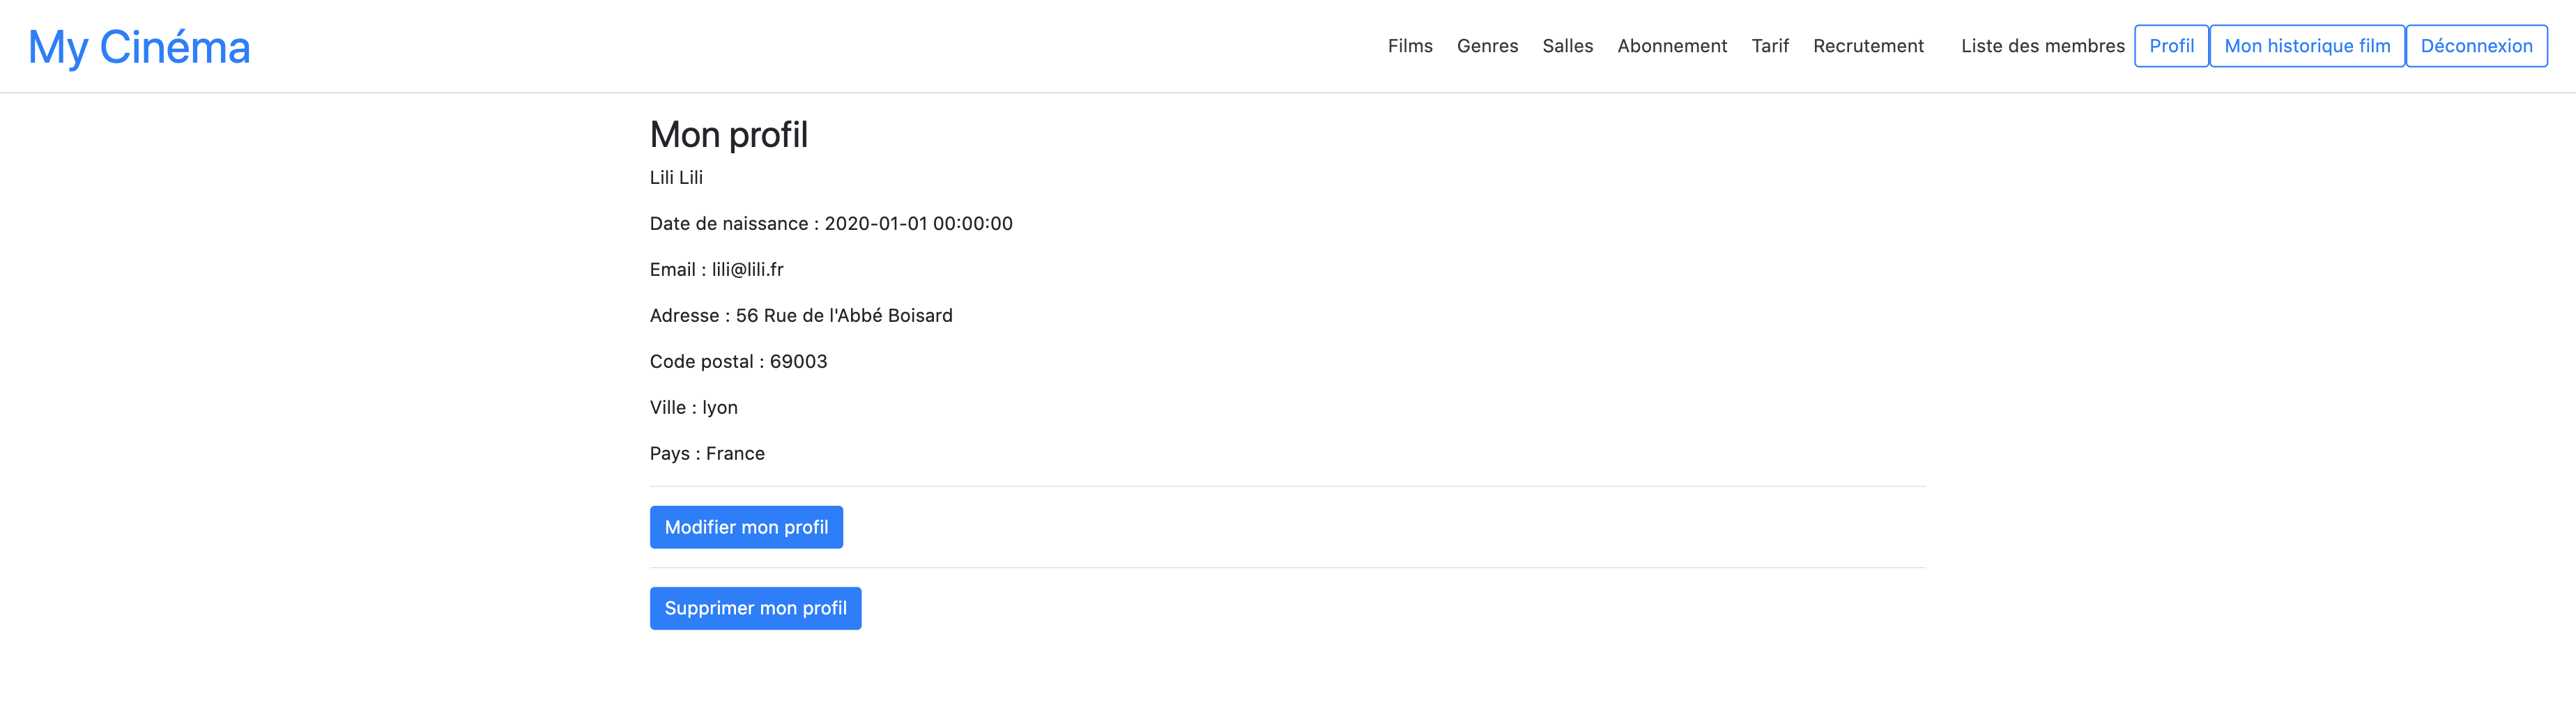 My Cinéma
Films Genres Salles Abonnement Tarif Recrutement Liste des membres Profil Mon historique film Déconnexion
Mon profil
Lili Lili
Date de naissance : 2020-01-01 00:00:00
Email : lili@lili.fr
Adresse : 56 Rue de l'Abbé Boisard
Code postal : 69003
Ville : lyon
Pays : France
Modifier mon profil
Supprimer mon profil